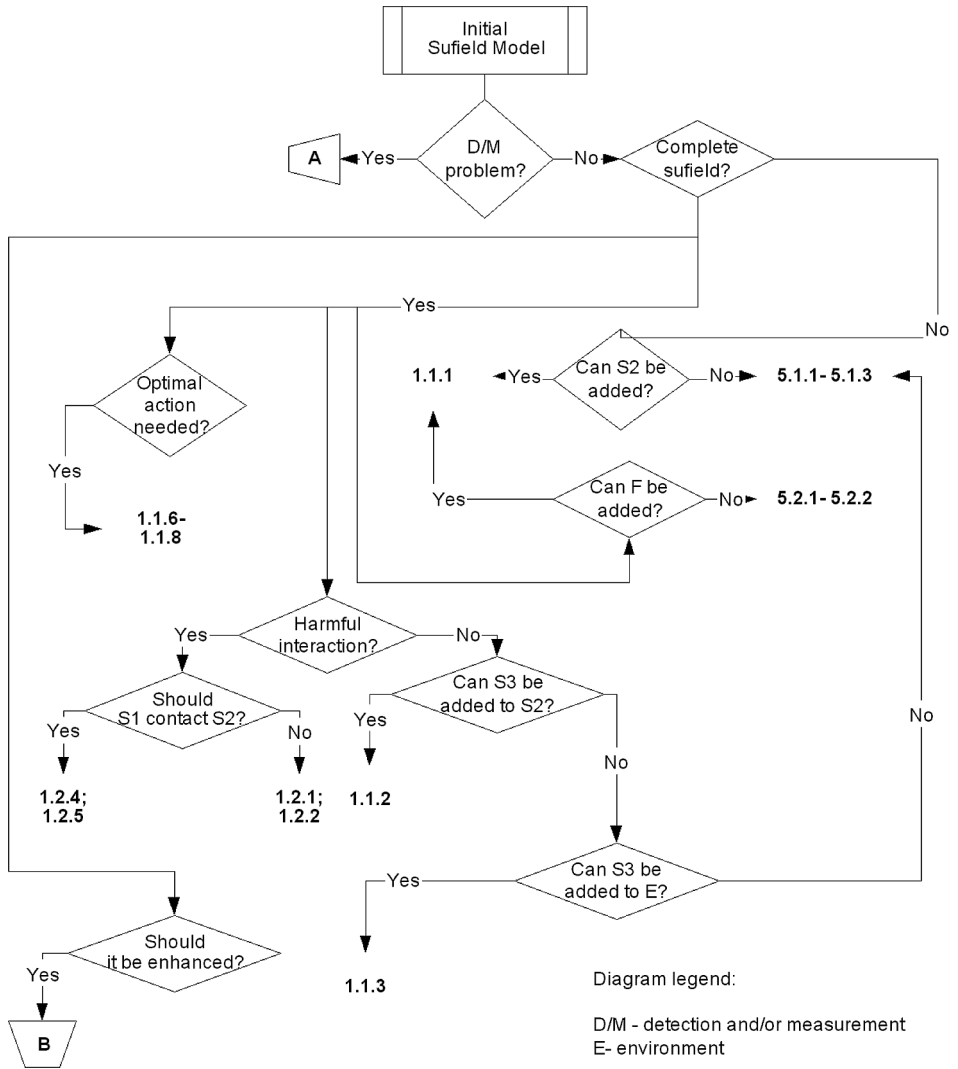 Initial
Sufield Model
D/M
problem?
Yes
A
No
Complete
sufield?
Yes
No
Optimal
action
needed?
Yes
1.1.6-
1.1.8
Can S2 be
added?
Yes
1.1.1
No
5.1.1- 5.1.3
Can F be
added?
Yes
No
5.2.1- 5.2.2
Harmful
interaction?
Yes
No
Should
S1 contact S2?
Yes
No
1.2.4;
1.2.5
1.2.1;
1.2.2
Can S3 be
added to S2?
Yes
1.1.2
No
No
Can S3 be
added to E?
Yes
1.1.3
Should
it be enhanced?
Yes
B
Diagram legend:
D/M - detection and/or measurement
E- environment